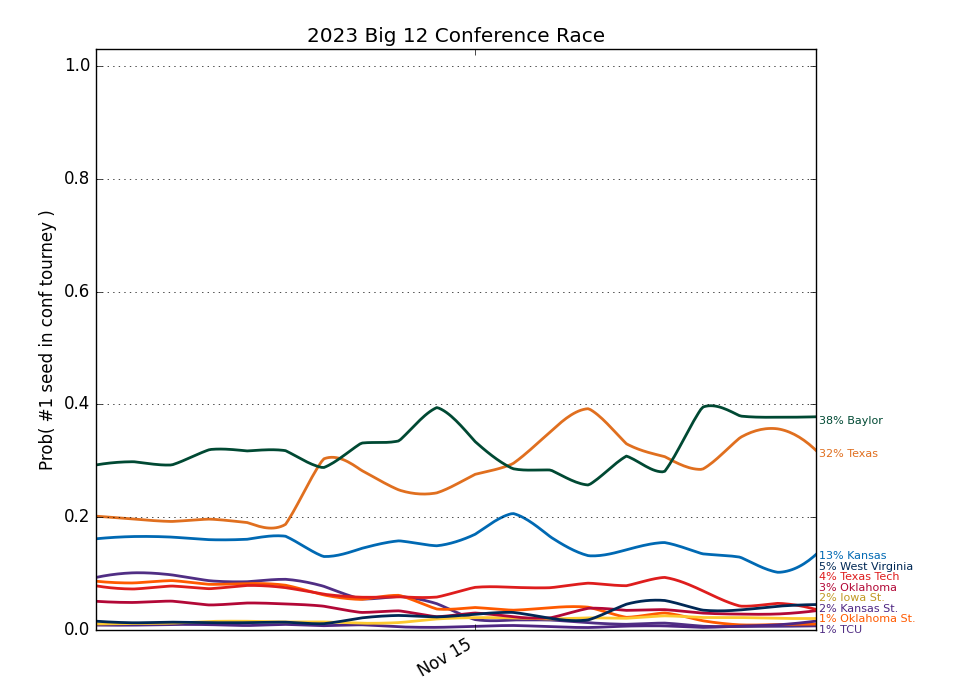 2023 Big 12 Conference Race
Prob( #1 seed in conf tourney )
1.0
0.8
0.6
0.4
0.2
0.0
Nov 15
38% Baylor
32% Texas
13% Kansas
5% West Virginia
4% Texas Tech
3% Oklahoma
2% Iowa St.
2% Kansas St.
1% Oklahoma St.
1% TCU